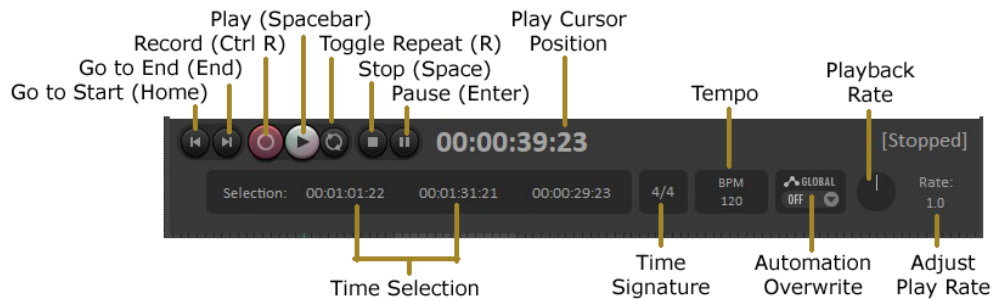 Play (Spacebar)
Play Cursor
Position
Record (Ctrl R)
Toggle Repeat (R)
Go to End (End)
Stop (Space)
Playback
Rate
Go to Start (Home)
Pause (Enter)
Tempo
00:00:39:23
[Stopped]
Selection: 00:01:01:22 00:01:31:21 00:00:29:23
4/4
BPM
120
GLOBAL
OFF
Rate:
1.0
Time Selection
Time
Signature
Automation
Overwrite
Adjust
Play Rate